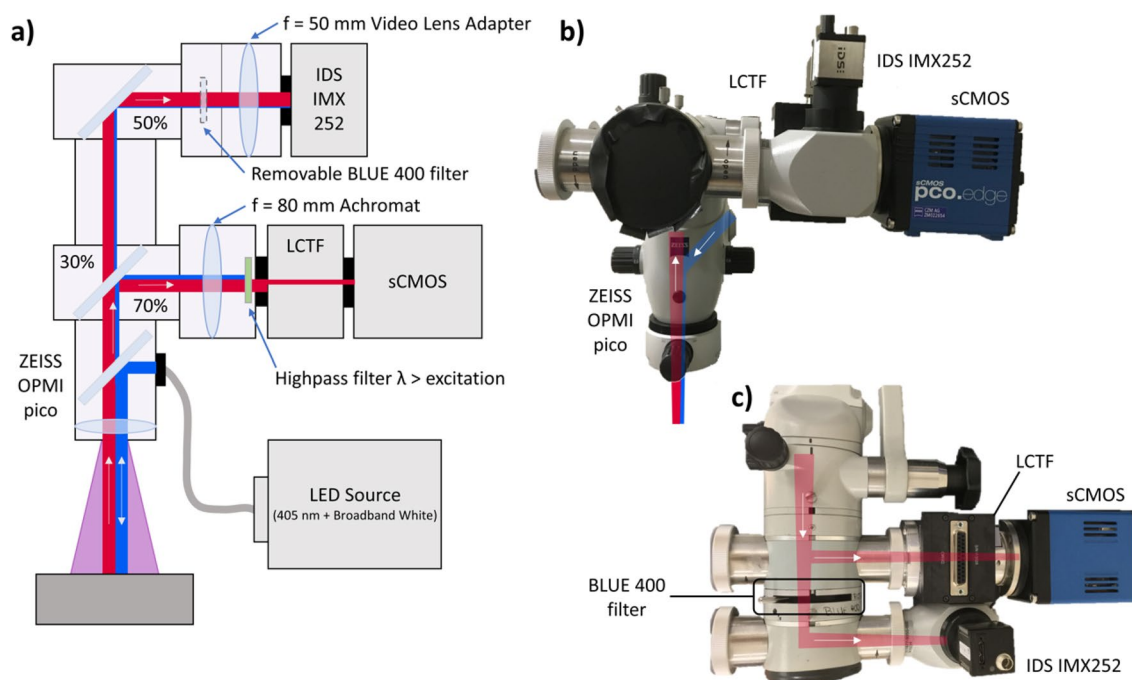 a)
f = 50 mm Video Lens Adapter
IDS
IMX
252
50%
Removable BLUE 400 filter
f = 80 mm Achromat
30%
LCTF
sCMOS
70%
ZEISS
OPMI
pico
Highpass filter λ > excitation
LED Source
(405 nm + Broadband White)
b)
IDS IMX252
LCTF
sCMOS
IDS:
sCMOS
pco.edge
ZEISS
OPMI
pico
c)
LCTF
sCMOS
BLUE 400
filter
IDS IMX252